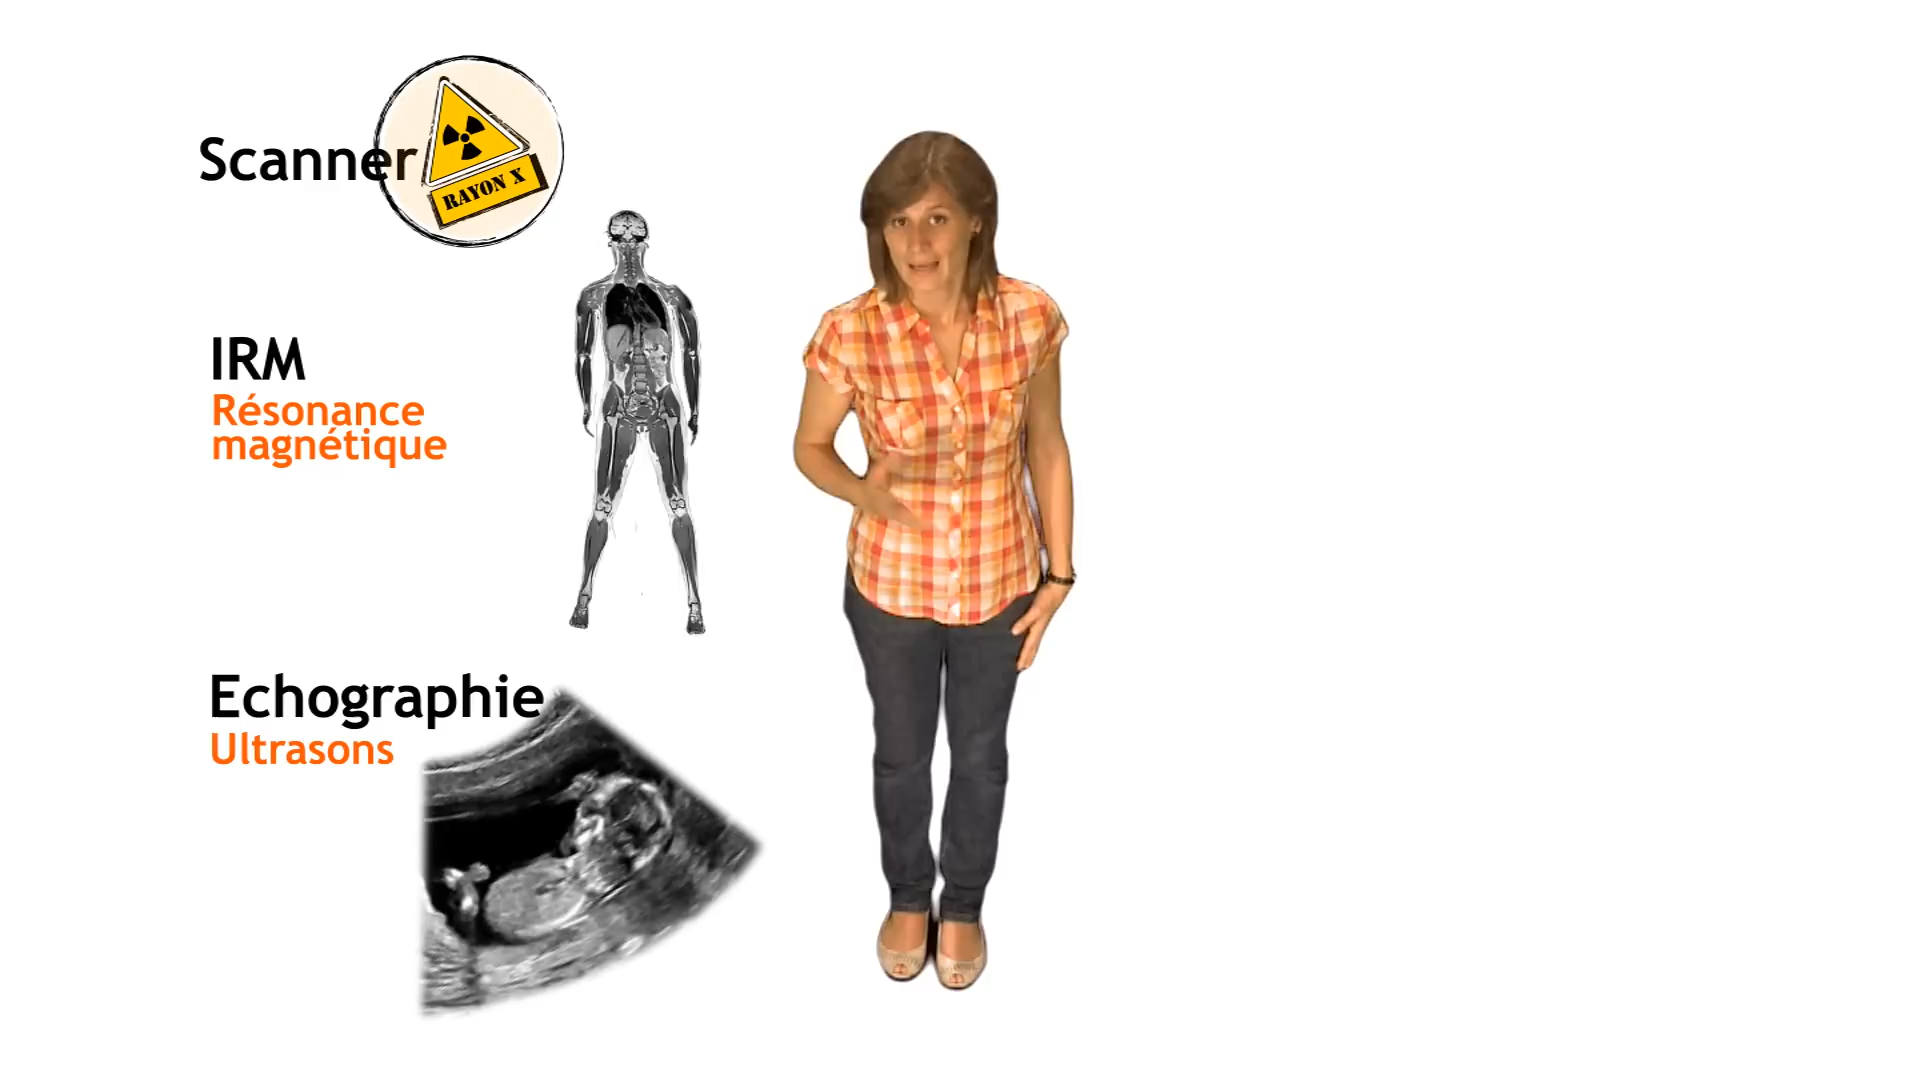 Scanner
RAYON X
IRM
Résonance
magnétique
Echographie
Ultrasons